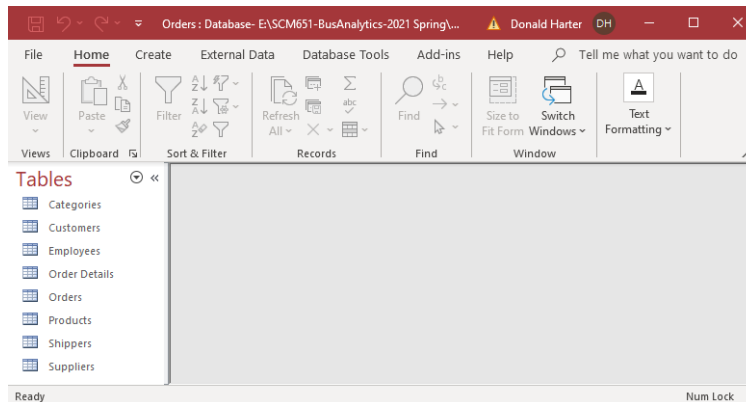 Orders : Database- E:\SCM651-BusAnalytics-2021 Spring\... Donald Harter DH
File Home Create External Data Database Tools Add-ins Help Tell me what you want to do
View Paste Filter Refresh All Find Size to Fit Form Switch Windows Text Formatting
Views Clipboard Sort & Filter Records Find Window
Tables
Categories
Customers
Employees
Order Details
Orders
Products
Shippers
Suppliers
Ready Num Lock